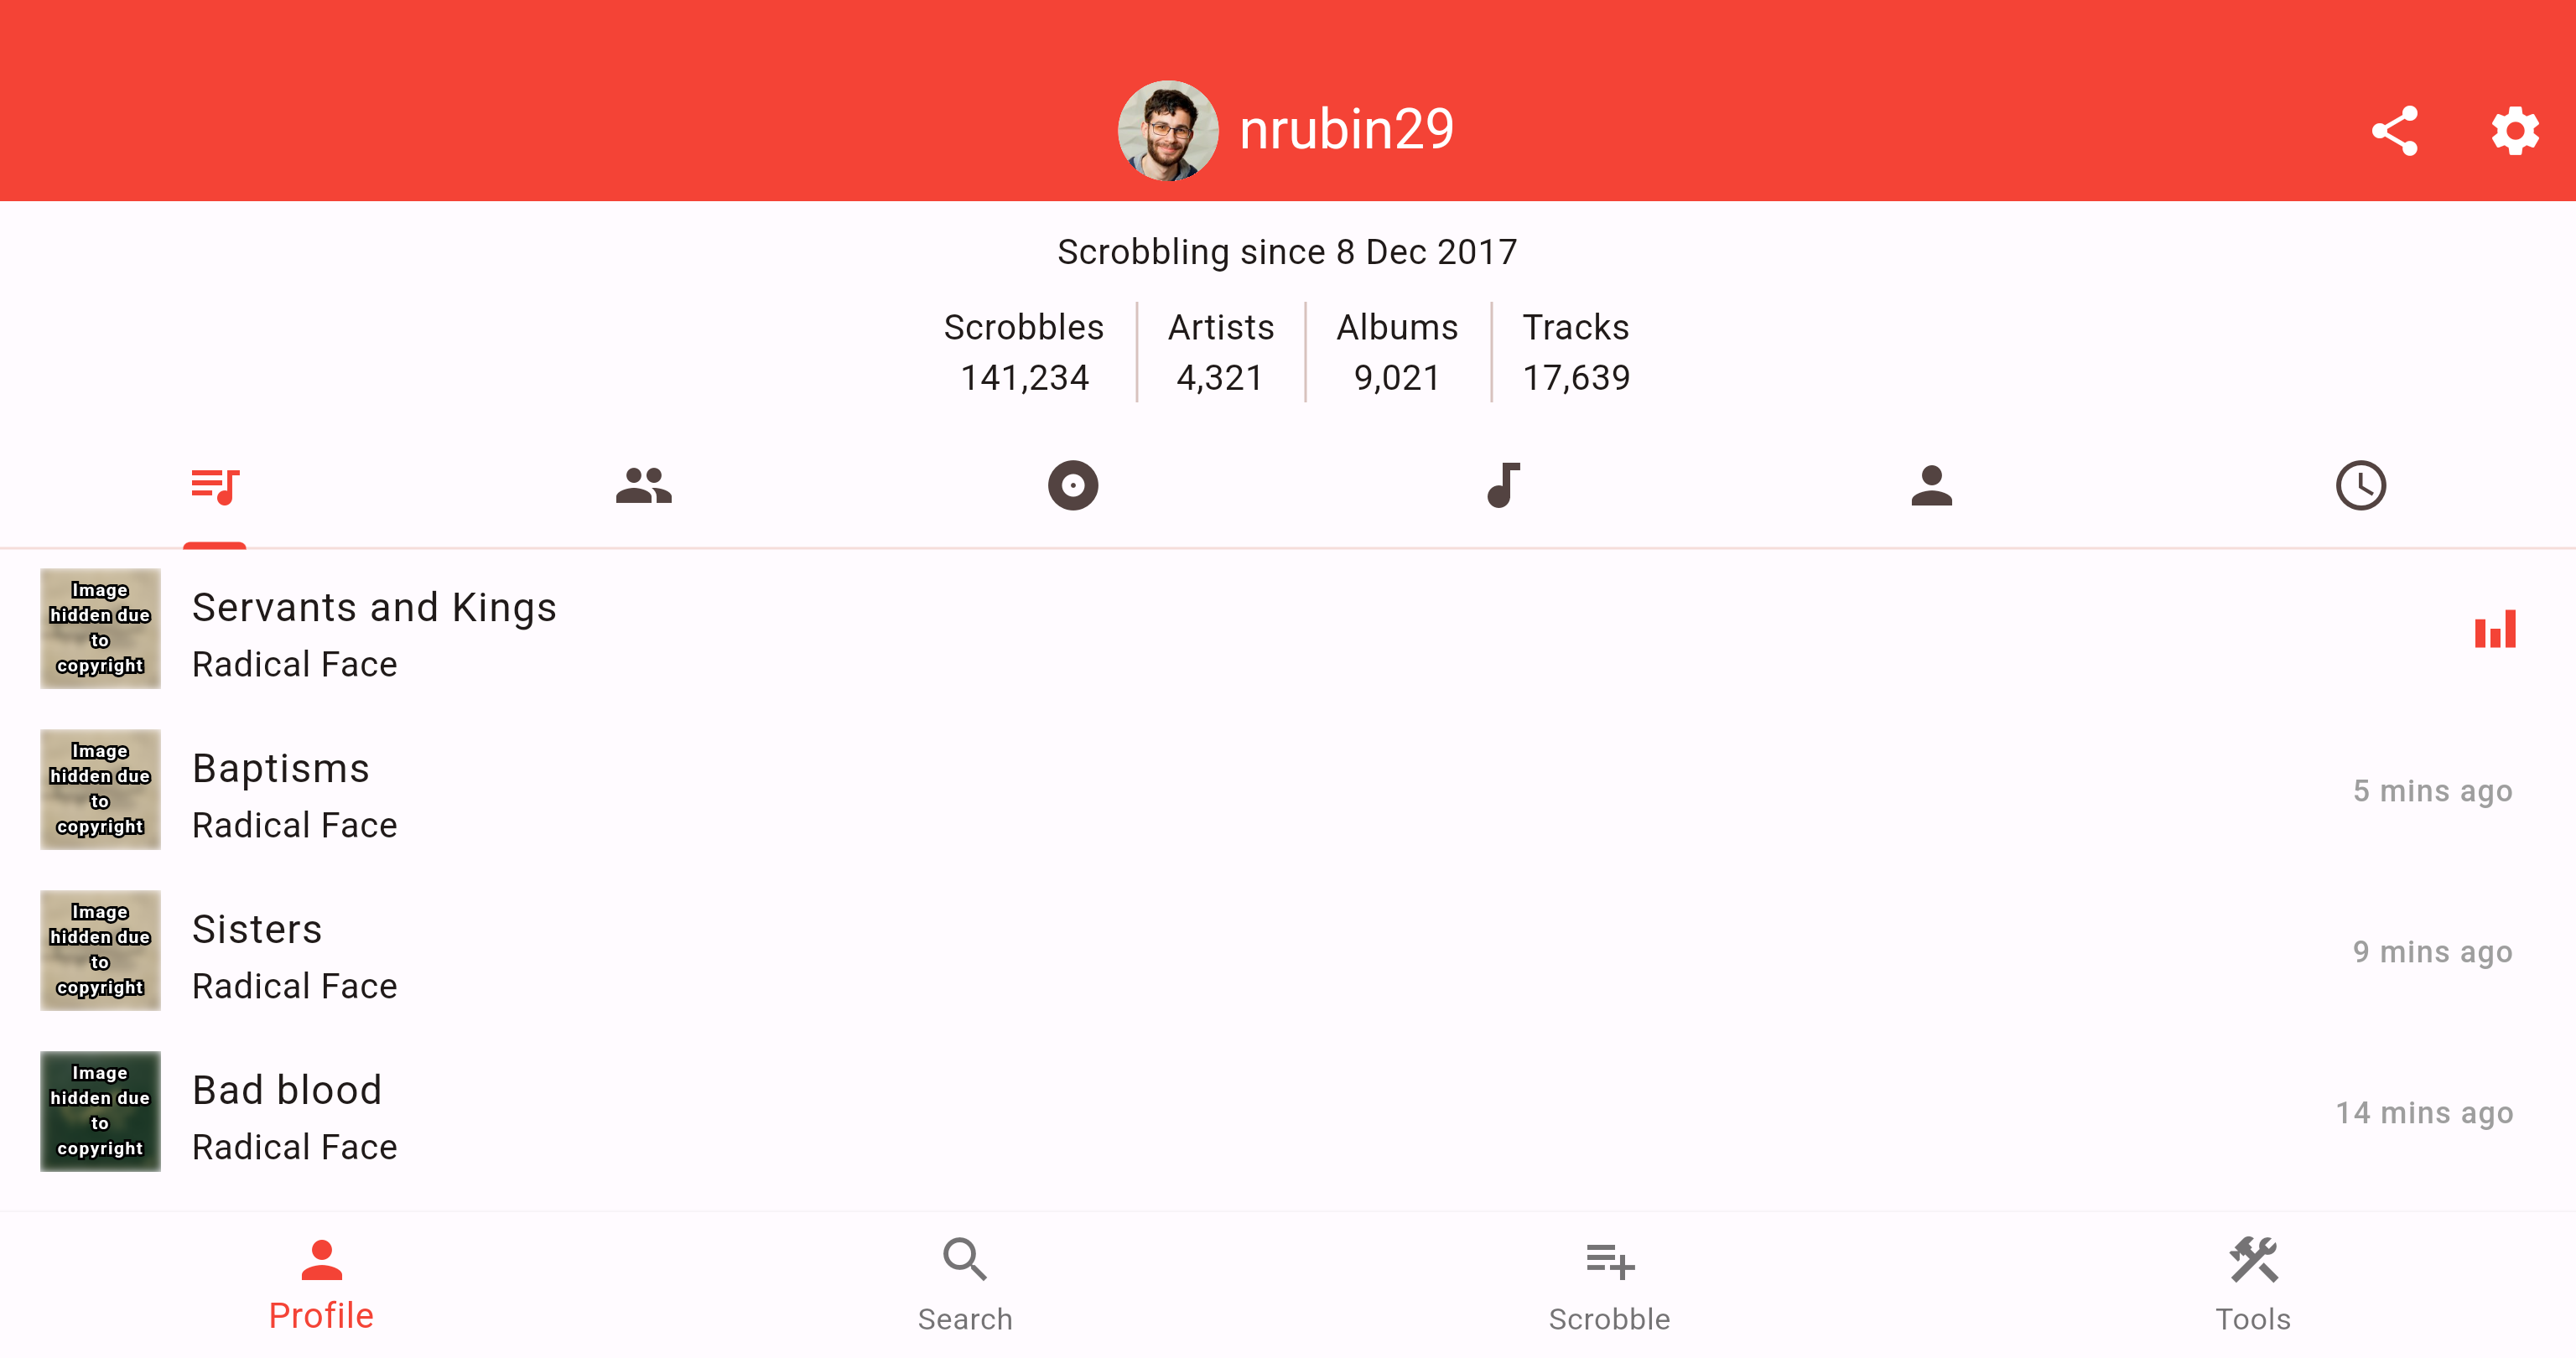 nrubin29
Scrobbling since 8 Dec 2017
Scrobbles Artists Albums Tracks
141,234 4,321 9,021 17,639
Image
hidden due
to
copyright
Servants and Kings
Radical Face
Image
hidden due
to
copyright
Baptisms
Radical Face
5 mins ago
Image
hidden due
to
copyright
Sisters
Radical Face
9 mins ago
Image
hidden due
to
copyright
Bad blood
Radical Face
14 mins ago
Profile Search Scrobble Tools